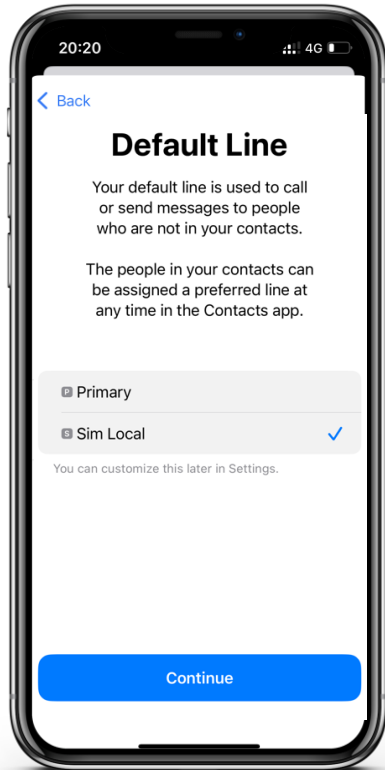 20:20
4G
Back
Default Line
Your default line is used to call
or send messages to people
who are not in your contacts.
The people in your contacts can
be assigned a preferred line at
any time in the Contacts app.
P Primary
S Sim Local
You can customize this later in Settings.
Continue